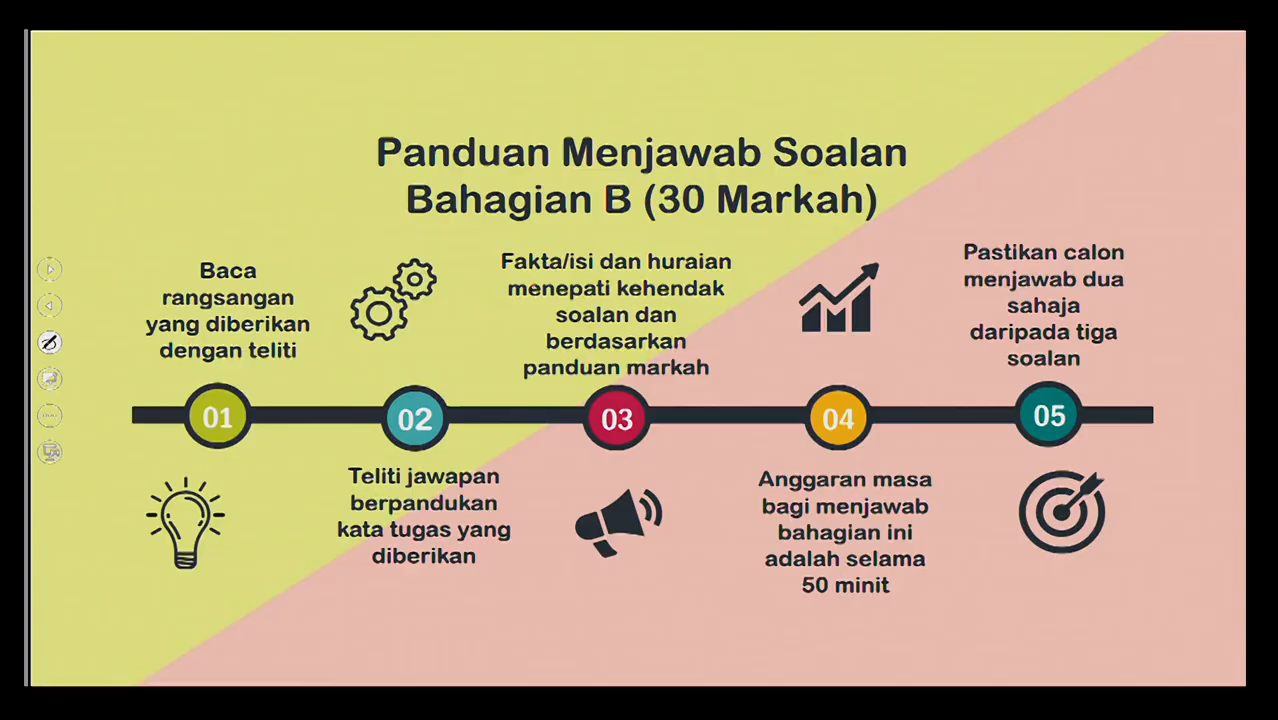 Panduan Menjawab Soalan
Bahagian B (30 Markah)
Baca
rangsangan
yang diberikan
dengan teliti
01
02
Teliti jawapan
berpandukan
kata tugas yang
diberikan
Fakta/isi dan huraian
menepati kehendak
soalan dan
berdasarkan
panduan markah
03
04
Anggaran masa
bagi menjawab
bahagian ini
adalah selama
50 minit
Pastikan calon
menjawab dua
sahaja
daripada tiga
soalan
05